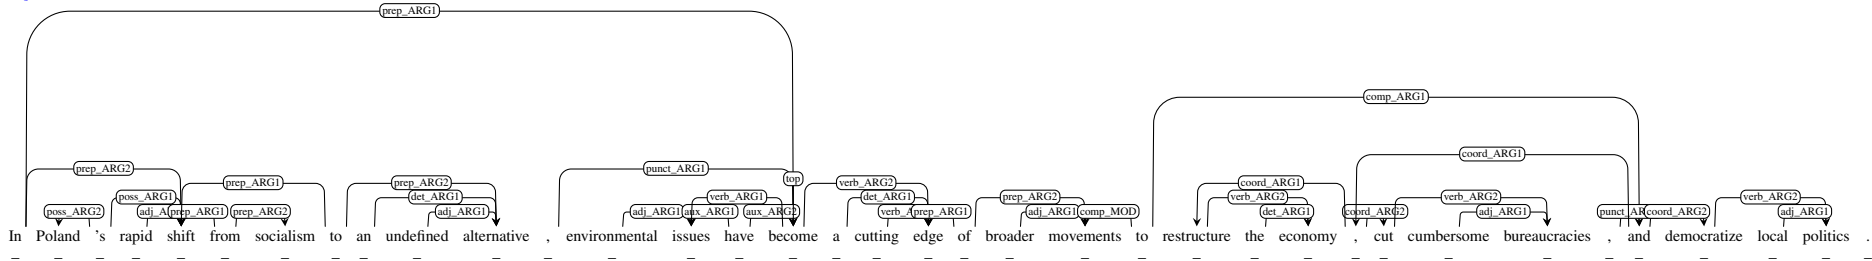 prep_ARG1
comp_ARG1
coord_ARG1
prep_ARG2 punct_ARG1
top
prep_ARG1 prep_ARG2 verb_ARG2 coord_ARG1
poss_ARG1 det_ARG1 verb_ARG1 det_ARG1 prep_ARG2 verb_ARG2 verb_ARG2 verb_ARG2
poss_ARG2 prep_ARG1 prep_ARG2 adj_ARG1 adj_ARG1 aux_ARG1 aux_ARG2 prep_ARG1 adj_ARG1 comp_MOD det_ARG1 coord_ARG2 adj_ARG1 coord_ARG2 adj_ARG1
In Poland 's rapid shift from socialism to an undefined alternative , environmental issues have become a cutting edge of broader movements to restructure the economy , cut cumbersome bureaucracies , and democratize local politics .